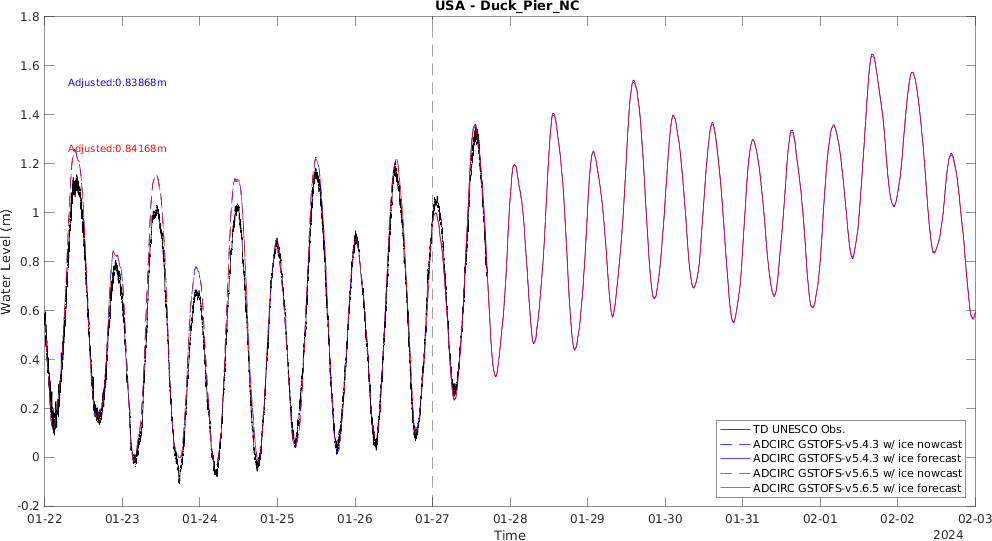 USA - Duck_Pier_NC
1.8
1.6
1.4
1.2
1
0.8
0.6
0.4
0.2
0
-0.2
Water Level (m)
Adjusted:0.83868m
Adjusted:0.84168m
TD UNESCO Obs.
ADCIRC GSTOFS-v5.4.3 w/ ice nowcast
ADCIRC GSTOFS-v5.4.3 w/ ice forecast
ADCIRC GSTOFS-v5.6.5 w/ ice nowcast
ADCIRC GSTOFS-v5.6.5 w/ ice forecast
01-22 01-23 01-24 01-25 01-26 01-27 01-28 01-29 01-30 01-31 02-01 02-02 02-03
Time
2024